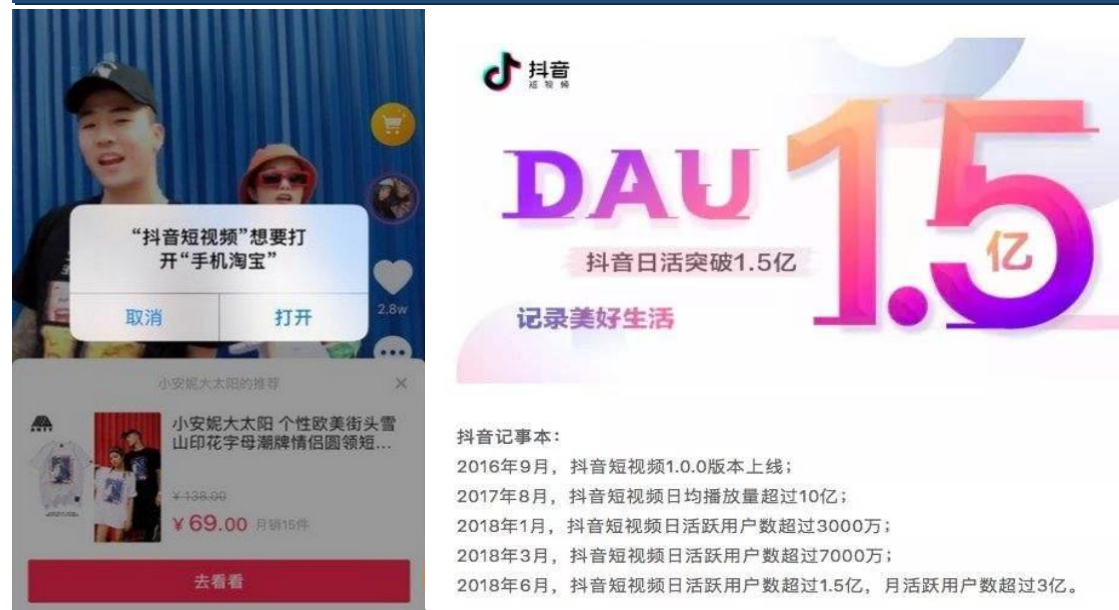 “抖音短视频”想要打
开“手机淘宝”
取消
打开
2.8w
小安妮大太阳的推荐
×
小安妮大太阳 个性欧美街头雪
山印花字母潮牌情侣圆领短...
¥138.00
¥69.00 月销15件
去看看
抖音
短视频
DAU 1.5亿
抖音日活突破1.5亿
记录美好生活
抖音记事本:
2016年9月,抖音短视频1.0.0版本上线;
2017年8月,抖音短视频日均播放量超过10亿;
2018年1月,抖音短视频日活跃用户数超过3000万;
2018年3月,抖音短视频日活跃用户数超过7000万;
2018年6月,抖音短视频日活跃用户数超过1.5亿,月活跃用户数超过3亿。